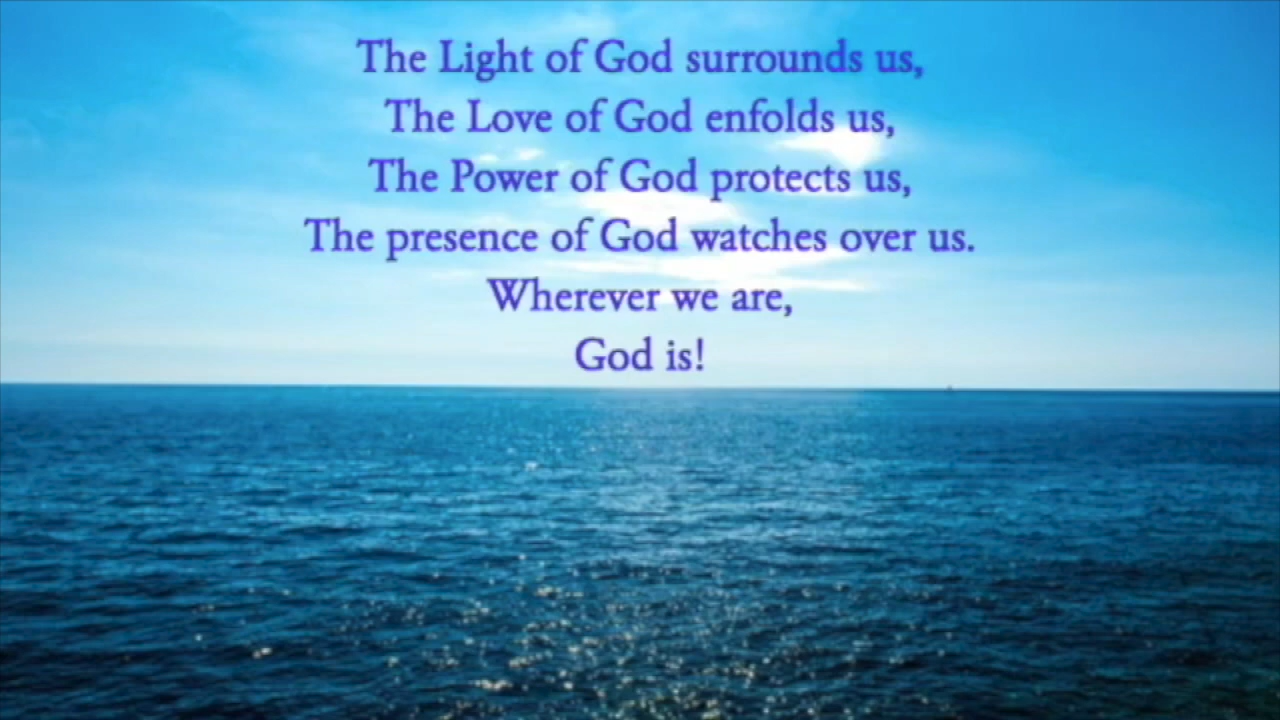 The Light of God surrounds us,
The Love of God enfolds us,
The Power of God protects us,
The presence of God watches over us.
Wherever we are,
God is!